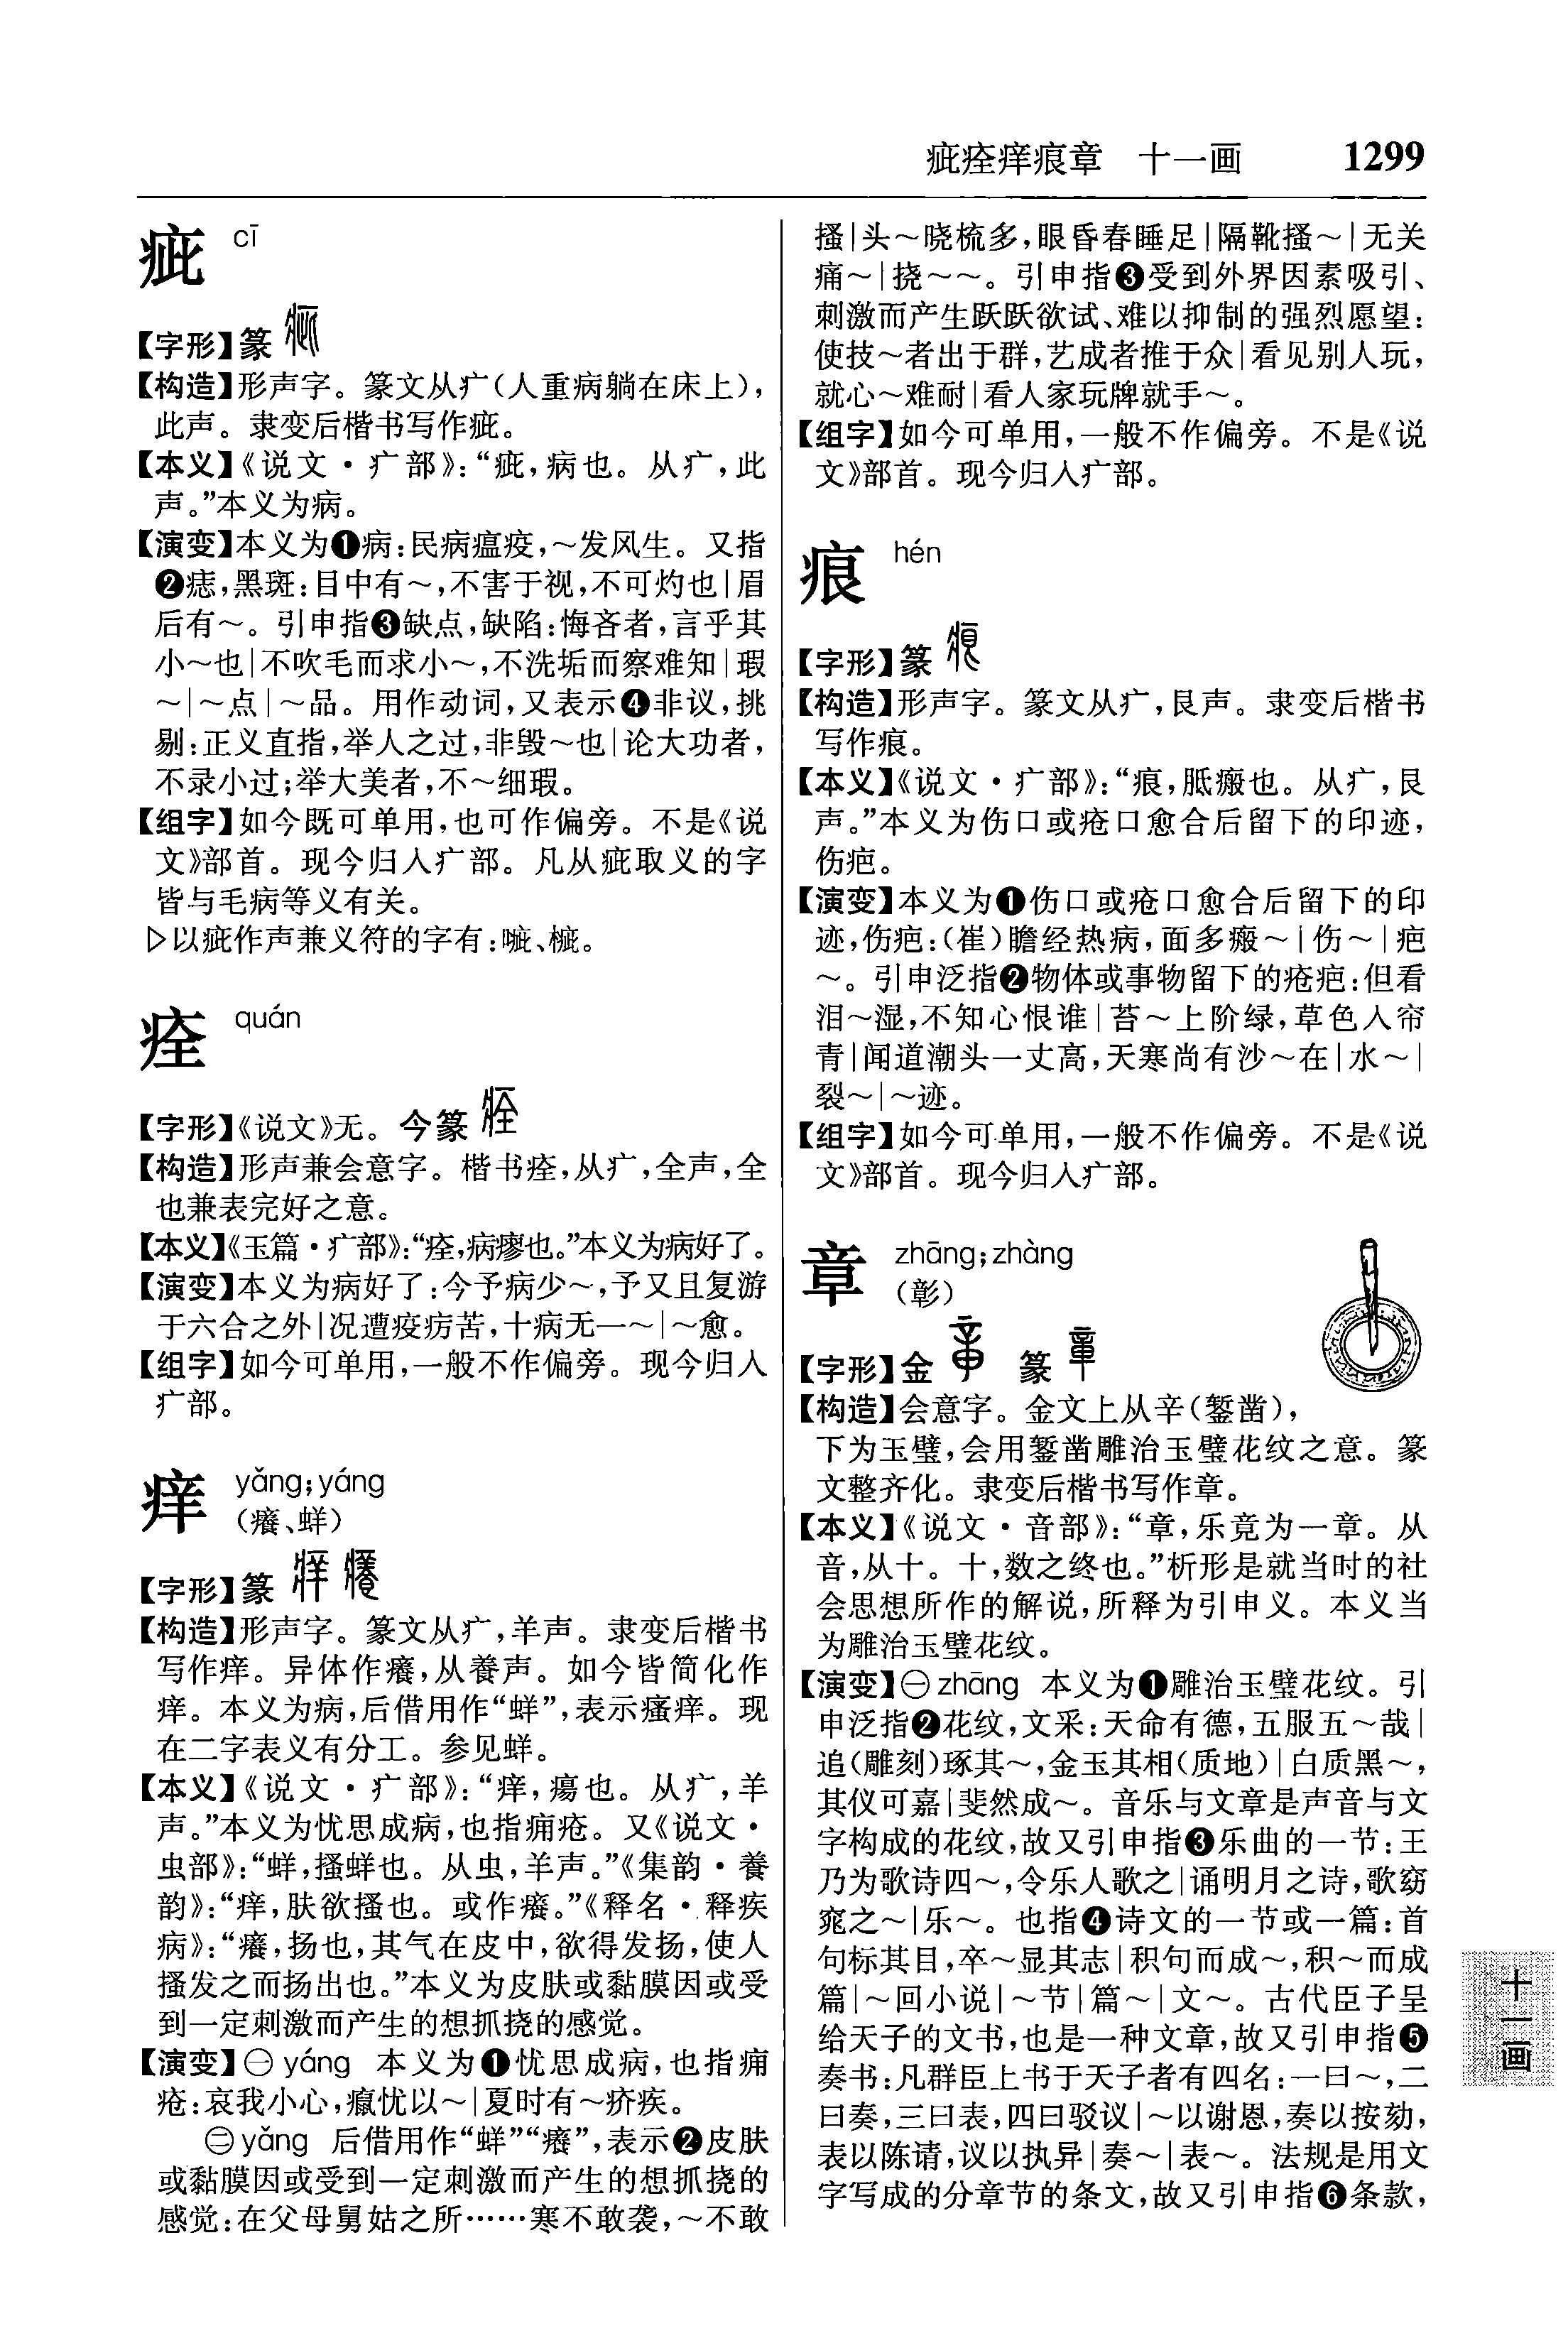 疵痊痒痕章 十一画 1299
疵 cī
【字形】篆
【构造】形声字。篆文从疒(人重病躺在床上),
此声。隶变后楷书写作疵。
【本义】《说文·疒部》:“疵,病也。从疒,此
声。”本义为病。
【演变】本义为❶病:民病瘟疫,～发风生。又指
❷痣,黑斑:目中有～,不害于视,不可灼也|眉
后有～。引申指❸缺点,缺陷:悔吝者,言乎其
小～也|不吹毛而求小～,不洗垢而察难知|瑕
～|～点|～品。用作动词,又表示❹非议,挑
剔:正义直指,举人之过,非毁～也|论大功者,
不录小过;举大美者,不～细瑕。
【组字】如今既可单用,也可作偏旁。不是《说
文》部首。现今归入疒部。凡从疵取义的字
皆与毛病等义有关。
▷以疵作声兼义符的字有:㘂、㰣。
痊 quán
【字形】《说文》无。今篆
【构造】形声兼会意字。楷书痊,从疒,全声,全
也兼表完好之意。
【本义】《玉篇·疒部》:“痊,病瘳也。”本义为病好了。
【演变】本义为病好了:今予病少～,予又且复游
于六合之外|况遭疫疠苦,十病无一～|～愈。
【组字】如今可单用,一般不作偏旁。现今归入
疒部。
痒 yǎng;yáng
(癢、蛘)
【字形】篆
【构造】形声字。篆文从疒,羊声。隶变后楷书
写作痒。异体作癢,从養声。如今皆简化作
痒。本义为病,后借用作“蛘”,表示瘙痒。现
在二字表义有分工。参见蛘。
【本义】《说文·疒部》:“痒,疡也。从疒,羊
声。”本义为忧思成病,也指痈疮。又《说文·
虫部》:“蛘,搔蛘也。从虫,羊声。”《集韵·養
韵》:“痒,肤欲搔也。或作癢。”《释名·释疾
病》:“癢,扬也,其气在皮中,欲得发扬,使人
搔发之而扬出也。”本义为皮肤或黏膜因或受
到一定刺激而产生的想抓挠的感觉。
【演变】㊀yáng 本义为❶忧思成病,也指痈
疮:哀我小心,癙忧以～|夏时有～疥疾。
㊁yǎng 后借用作“蛘”“癢”,表示❷皮肤
或黏膜因或受到一定刺激而产生的想抓挠的
感觉:在父母舅姑之所……寒不敢袭,～不敢
搔|头～晓梳多,眼昏春睡足|隔靴搔～|无关
痛～|挠～～。引申指❸受到外界因素吸引、
刺激而产生跃跃欲试、难以抑制的强烈愿望:
使技～者出于群,艺成者推于众|看见别人玩,
就心～难耐|看人家玩牌就手～。
【组字】如今可单用,一般不作偏旁。不是《说
文》部首。现今归入疒部。
痕 hén
【字形】篆
【构造】形声字。篆文从疒,艮声。隶变后楷书
写作痕。
【本义】《说文·疒部》:“痕,胝瘢也。从疒,艮
声。”本义为伤口或疮口愈合后留下的印迹,
伤疤。
【演变】本义为❶伤口或疮口愈合后留下的印
迹,伤疤:(崔)瞻经热病,面多瘢～|伤～|疤
～。引申泛指❷物体或事物留下的疮疤:但看
泪～湿,不知心恨谁|苔～上阶绿,草色入帘
青|闻道潮头一丈高,天寒尚有沙～在|水～|
裂～|～迹。
【组字】如今可单用,一般不作偏旁。不是《说
文》部首。现今归入疒部。
章 zhāng;zhàng
(彰)
【字形】金 篆
【构造】会意字。金文上从辛(錾凿),
下为玉璧,会用錾凿雕治玉璧花纹之意。篆
文整齐化。隶变后楷书写作章。
【本义】《说文·音部》:“章,乐竟为一章。从
音,从十。十,数之终也。”析形是就当时的社
会思想所作的解说,所释为引申义。本义当
为雕治玉璧花纹。
【演变】㊀zhāng 本义为❶雕治玉璧花纹。引
申泛指❷花纹,文采:天命有德,五服五～哉|
追(雕刻)琢其～,金玉其相(质地)|白质黑～,
其仪可嘉|斐然成～。音乐与文章是声音与文
字构成的花纹,故又引申指❸乐曲的一节:王
乃为歌诗四～,令乐人歌之|诵明月之诗,歌窈
窕之～|乐～。也指❹诗文的一节或一篇:首
句标其目,卒～显其志|积句而成～,积～而成
篇|～回小说|～节|篇～|文～。古代臣子呈
给天子的文书,也是一种文章,故又引申指❺
奏书:凡群臣上书于天子者有四名:一曰～,二
曰奏,三曰表,四曰驳议|～以谢恩,奏以按劾,
表以陈请,议以执异|奏～|表～。法规是用文
字写成的分章节的条文,故又引申指❻条款,
十一画